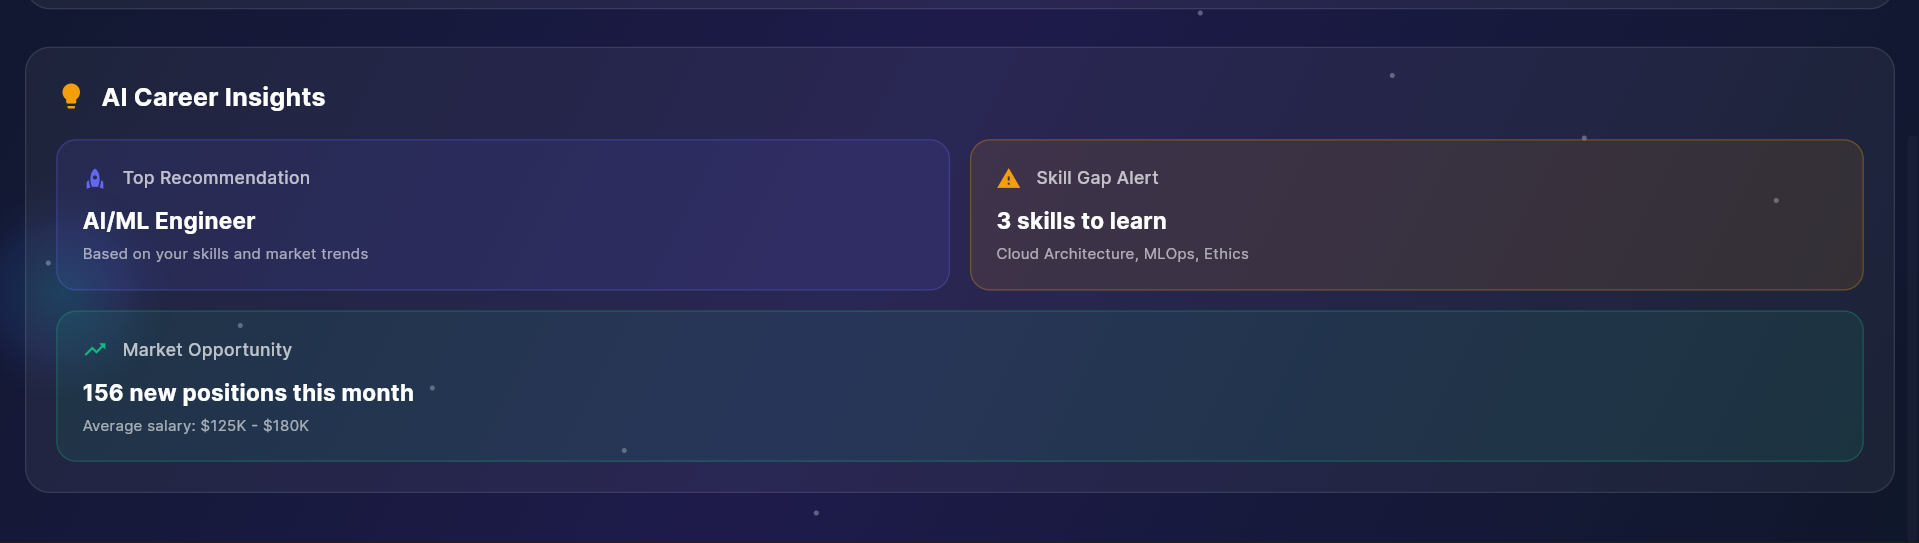 AI Career Insights
Top Recommendation
AI/ML Engineer
Based on your skills and market trends
Skill Gap Alert
3 skills to learn
Cloud Architecture, MLOps, Ethics
Market Opportunity
156 new positions this month
Average salary: $125K - $180K